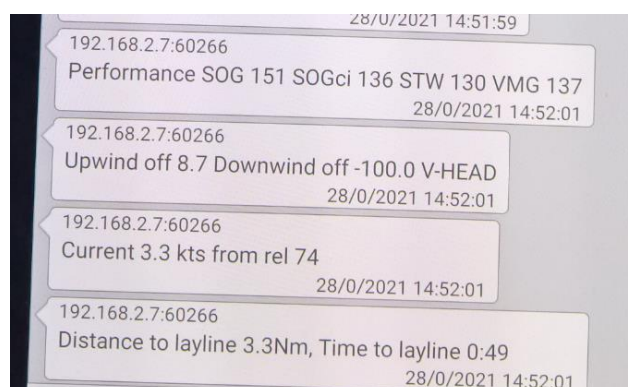 28/0/2021 14:51:59
192.168.2.7:60266
Performance SOG 151 SOGci 136 STW 130 VMG 137
28/0/2021 14:52:01
192.168.2.7:60266
Upwind off 8.7 Downwind off -100.0 V-HEAD
28/0/2021 14:52:01
192.168.2.7:60266
Current 3.3 kts from rel 74
28/0/2021 14:52:01
192.168.2.7:60266
Distance to layline 3.3Nm, Time to layline 0:49
28/0/2021 14:52:01